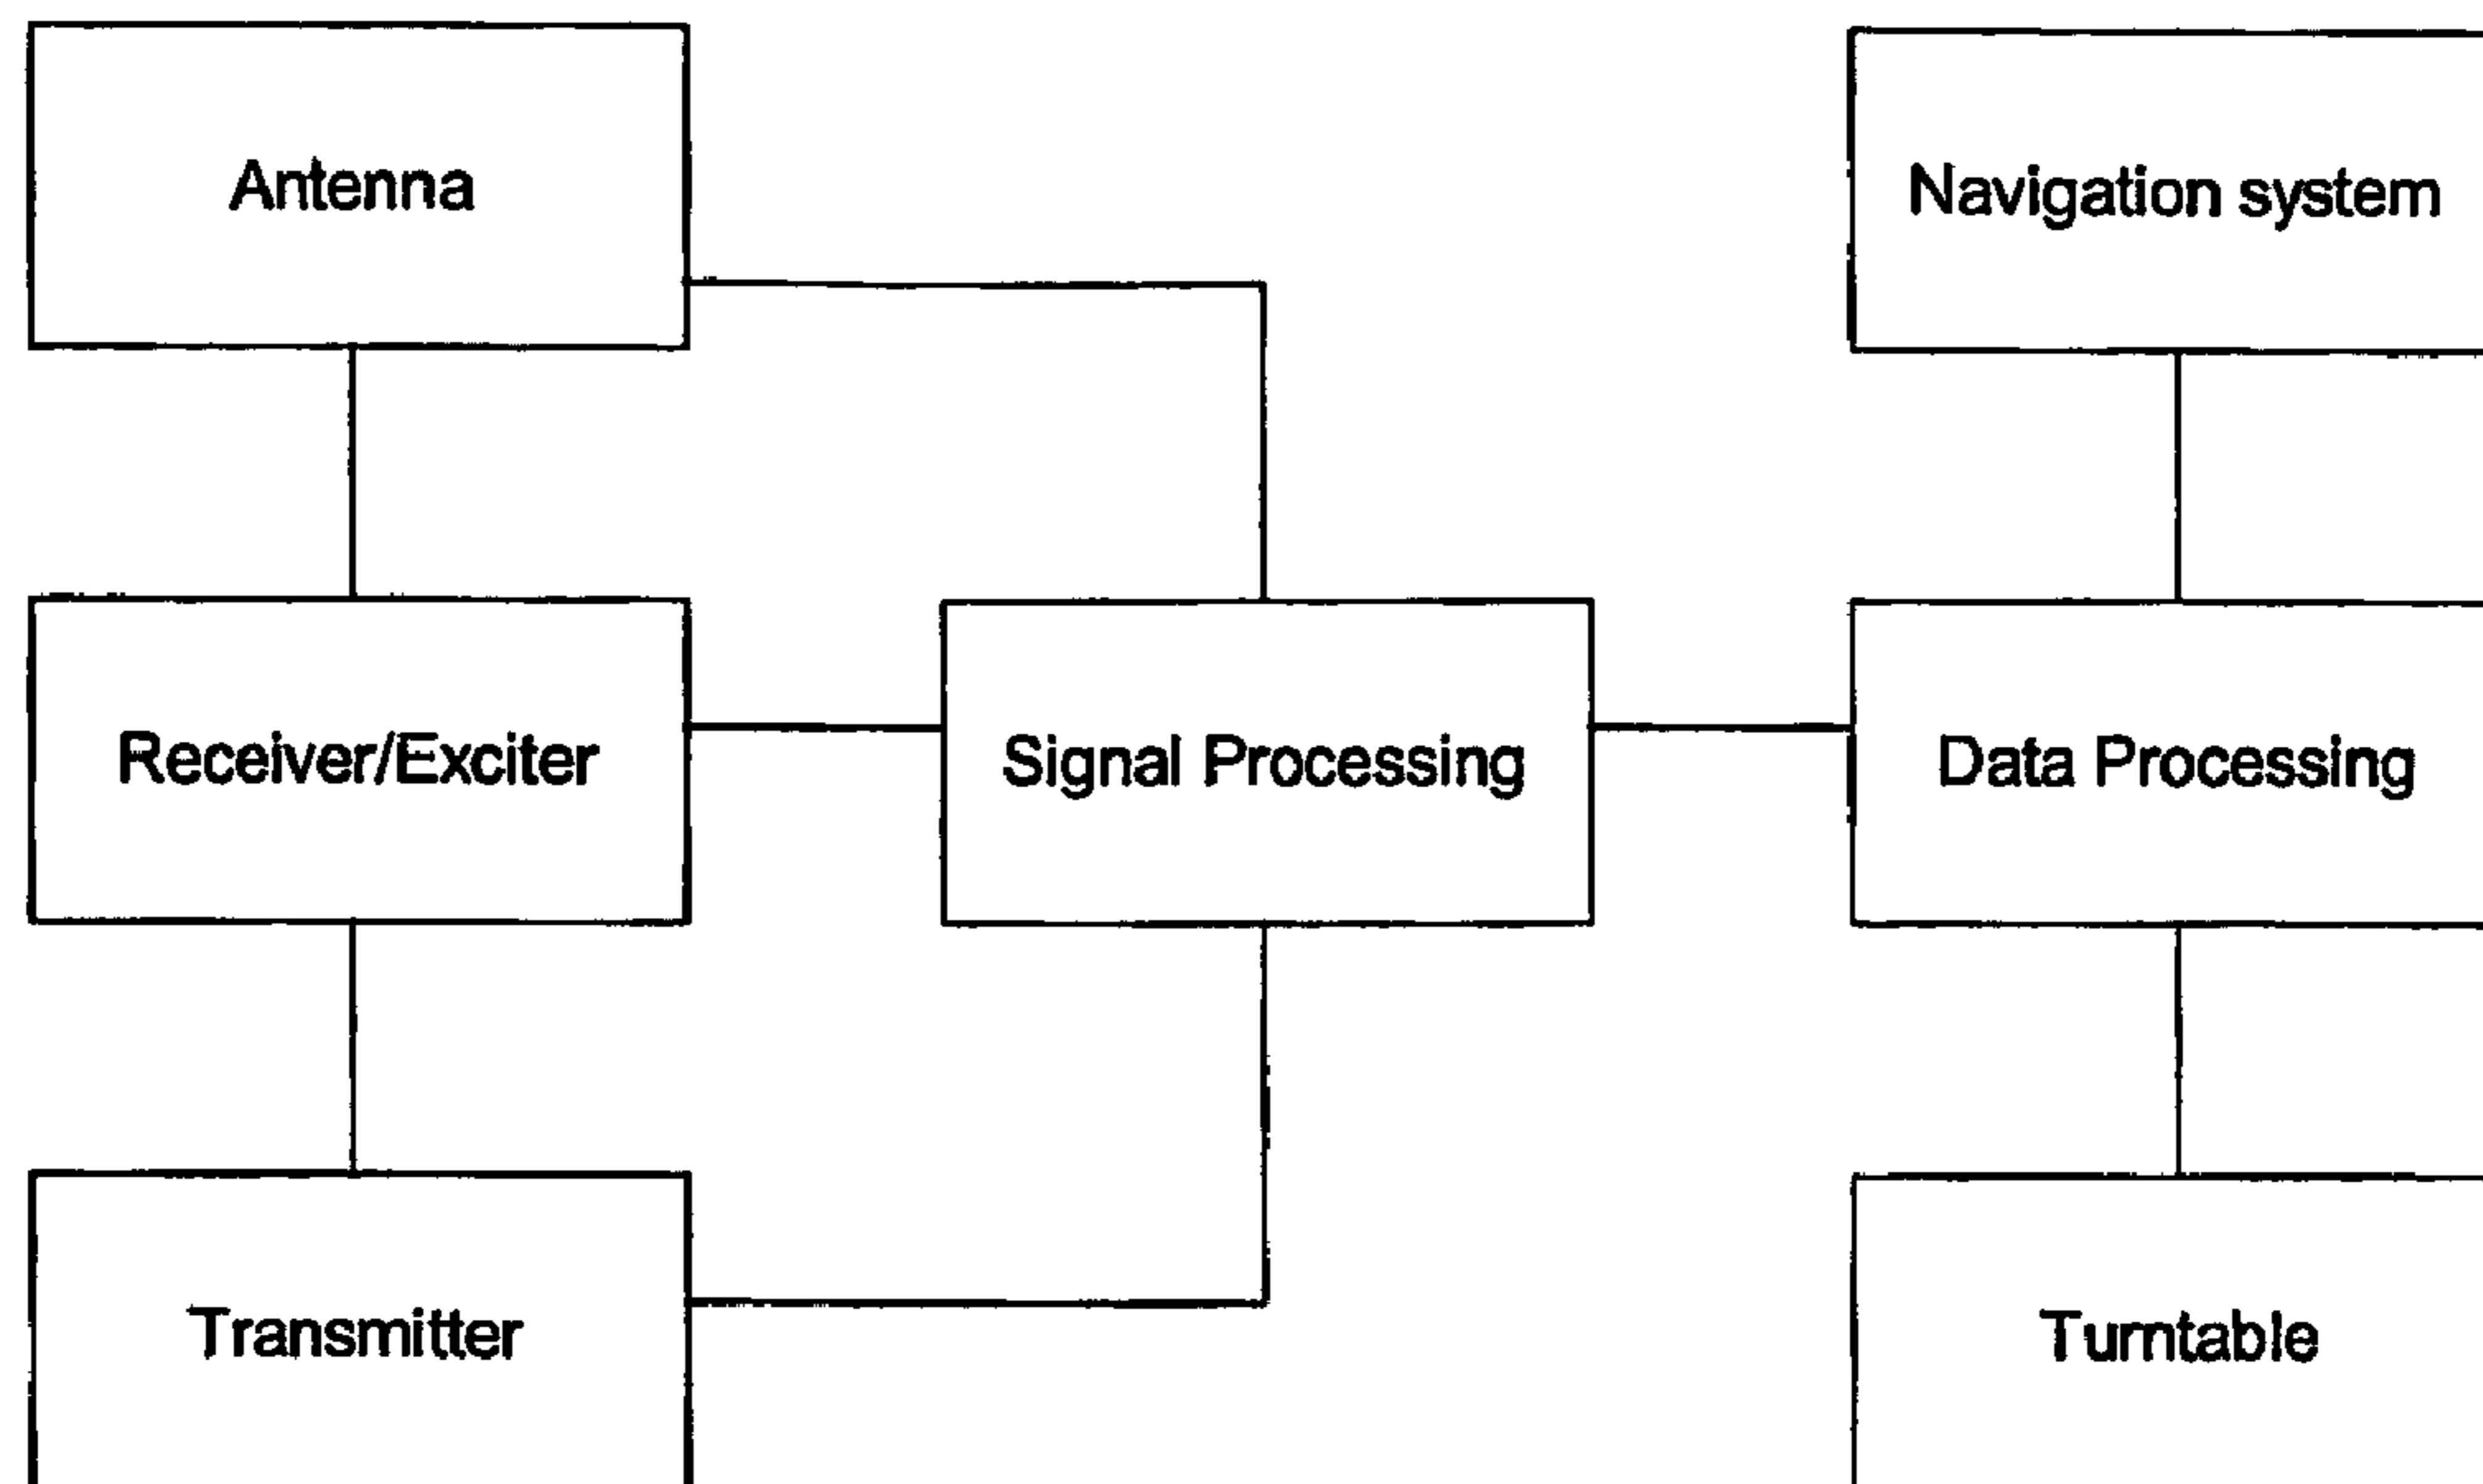 Antenna
Navigation system
Receiver/Exciter
Signal Processing
Data Processing
Transmitter
Turntable